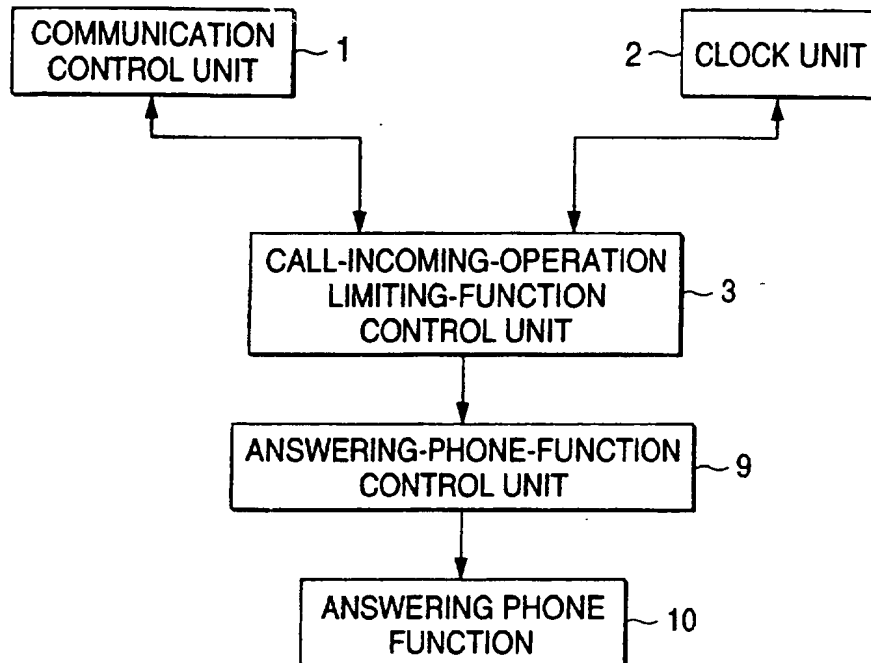 COMMUNICATION
CONTROL UNIT
1
2
CLOCK UNIT
CALL-INCOMING-OPERATION
LIMITING-FUNCTION
CONTROL UNIT
3
ANSWERING-PHONE-FUNCTION
CONTROL UNIT
9
ANSWERING PHONE
FUNCTION
10